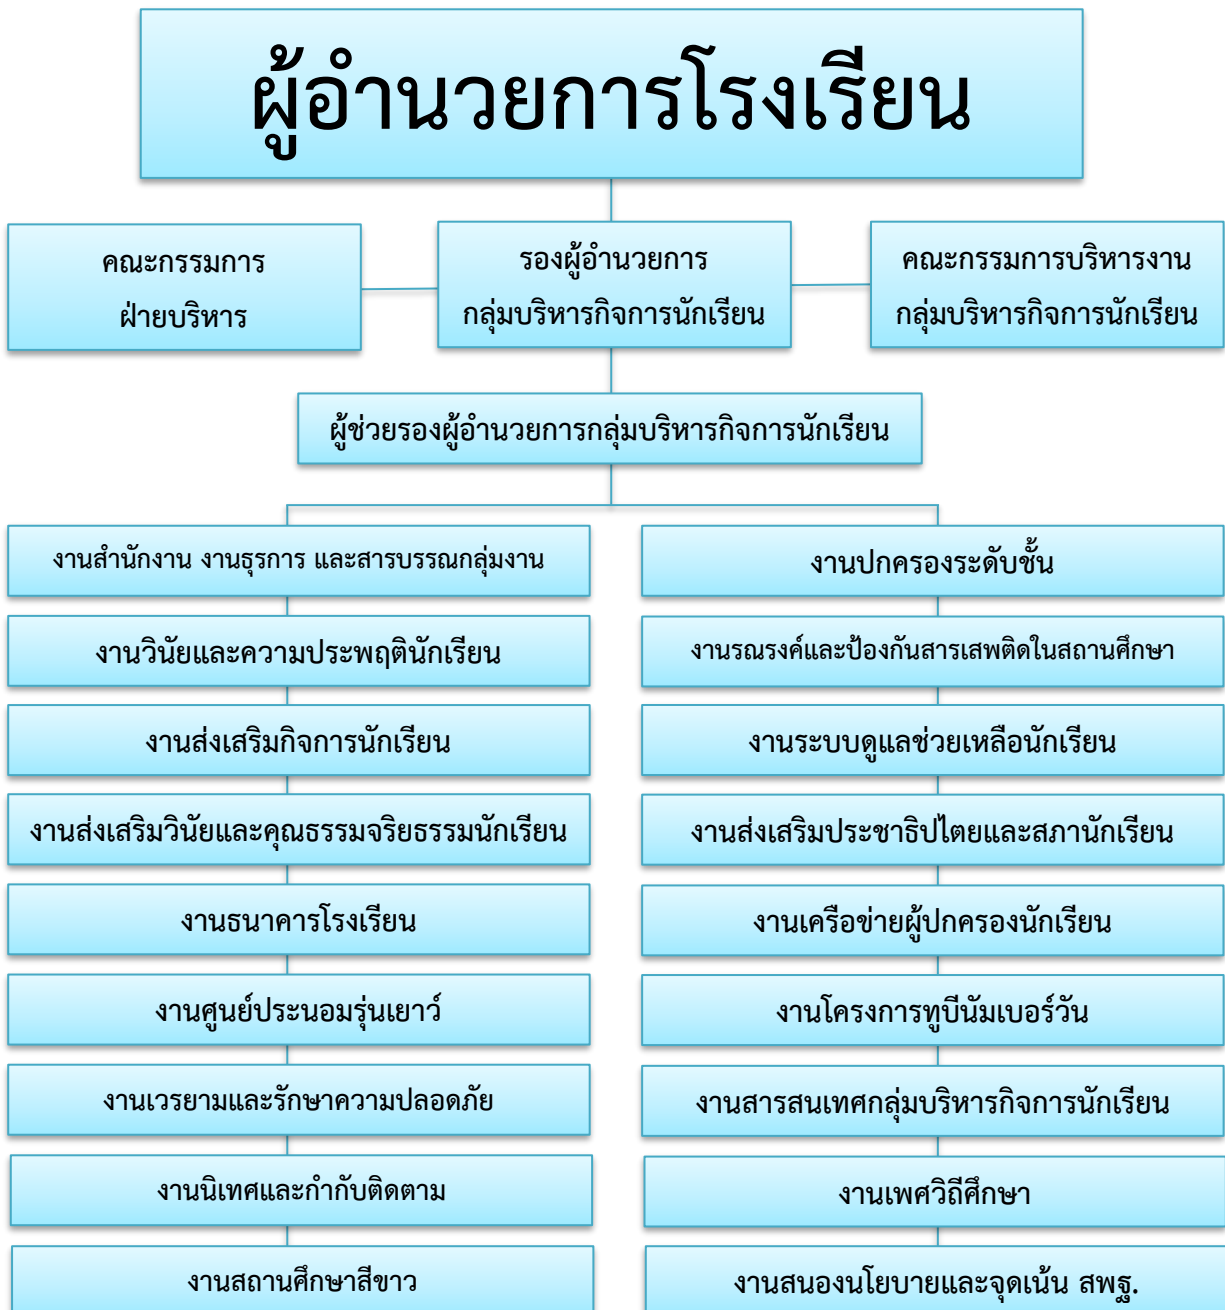 ผู้อำนวยการโรงเรียน
คณะกรรมการ
ฝ่ายบริหาร
รองผู้อำนวยการ
กลุ่มบริหารกิจการนักเรียน
คณะกรรมการบริหารงาน
กลุ่มบริหารกิจการนักเรียน
ผู้ช่วยรองผู้อำนวยการกลุ่มบริหารกิจการนักเรียน
งานสำนักงาน งานธุรการ และสารบรรณกลุ่มงาน
งานวินัยและความประพฤตินักเรียน
งานส่งเสริมกิจการนักเรียน
งานส่งเสริมวินัยและคุณธรรมจริยธรรมนักเรียน
งานธนาคารโรงเรียน
งานศูนย์ประนอมรุ่นเยาว์
งานเวรยามและรักษาความปลอดภัย
งานนิเทศและกำกับติดตาม
งานสถานศึกษาสีขาว
งานปกครองระดับชั้น
งานรณรงค์และป้องกันสารเสพติดในสถานศึกษา
งานระบบดูแลช่วยเหลือนักเรียน
งานส่งเสริมประชาธิปไตยและสภานักเรียน
งานเครือข่ายผู้ปกครองนักเรียน
งานโครงการทูบีนัมเบอร์วัน
งานสารสนเทศกลุ่มบริหารกิจการนักเรียน
งานเพศวิถีศึกษา
งานสนองนโยบายและจุดเน้น สพฐ.